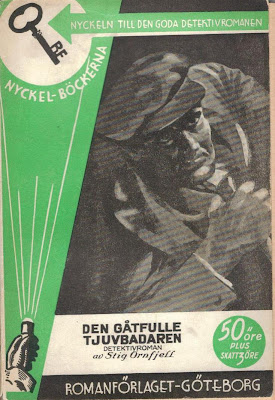 NYCKELN TILL DEN GODA DETEKTIVROMANEN
RE
NYCKEL-BÖCKERNA
DEN GÅTFULLE
TJUVBADAREN
DETEKTIVROMAN
av Stig Ornfjell
50 öre
PLUS
SKATT 3 ÖRE
ROMANFÖRLAGET-GÖTEBORG